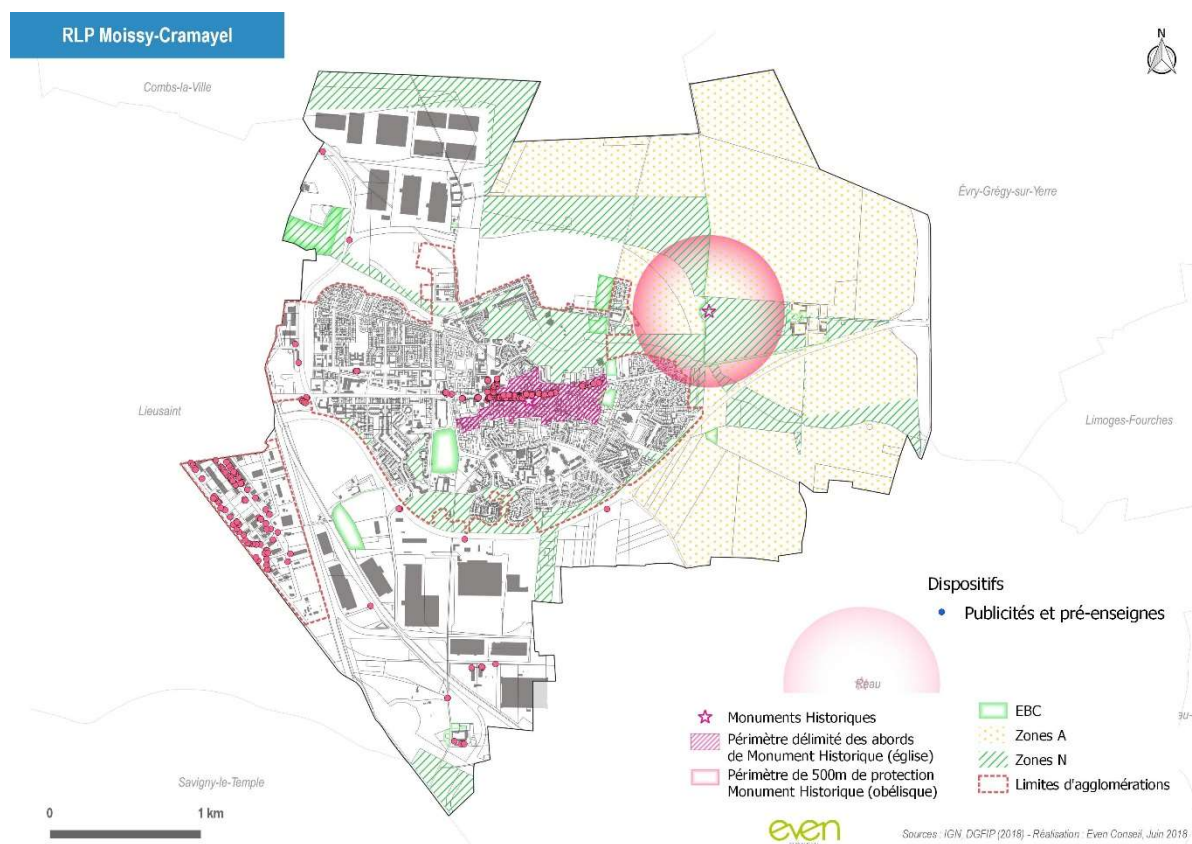 RLP Moissy-Cramayel
N
Combs-la-Ville
Évry-Grégy-sur-Yerre
Lieusaint
Limoges-Fourches
Dispositifs
Publicités et pré-enseignes
Réau
Monuments Historiques
Périmètre délimité des abords
de Monument Historique (église)
Périmètre de 500m de protection
Monument Historique (obélisque)
EBC
Zones A
Zones N
Limites d'agglomérations
Savigny-le-Temple
0 1 km
even
Sources : IGN, DGFIP (2018) - Réalisation : Even Conseil, Juin 2018